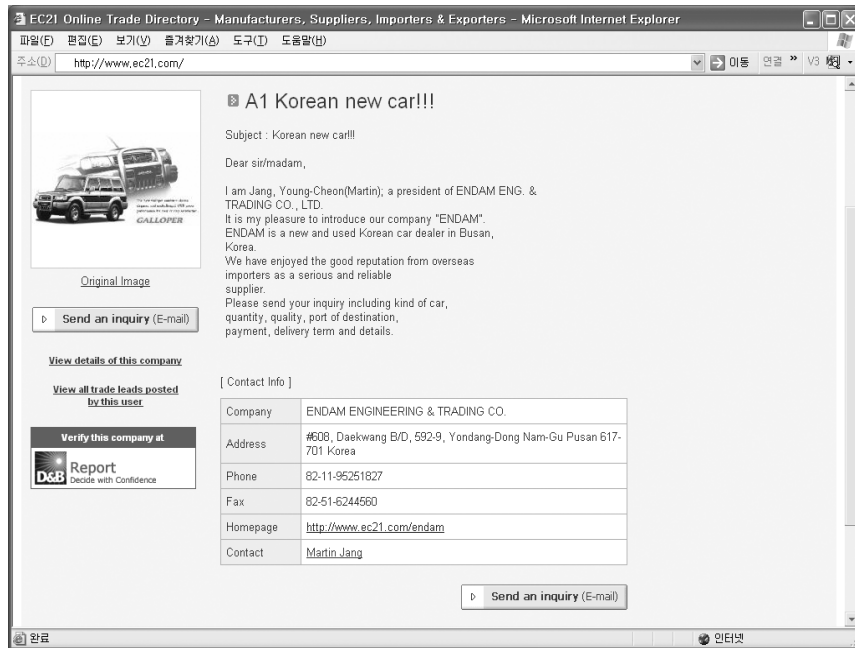 EC21 Online Trade Directory - Manufacturers, Suppliers, Importers & Exporters - Microsoft Internet Explorer
파일(F) 편집(E) 보기(V) 즐겨찾기(A) 도구(T) 도움말(H)
주소(D) http://www.ec21.com/ 이동 연결 » V3
A1 Korean new car!!!
Subject : Korean new car!!!
Dear sir/madam,
I am Jang, Young-Cheon(Martin); a president of ENDAM ENG. &
TRADING CO., LTD.
It is my pleasure to introduce our company "ENDAM".
ENDAM is a new and used Korean car dealer in Busan,
Korea.
We have enjoyed the good reputation from overseas
importers as a serious and reliable
supplier.
Please send your inquiry including kind of car,
quantity, quality, port of destination,
payment, delivery term and details.
GALLOPER
Original Image
Send an inquiry (E-mail)
View details of this company
View all trade leads posted
by this user
Verify this company at
D&B Report
Decide with Confidence
[ Contact Info ]
Company ENDAM ENGINEERING & TRADING CO.
Address #608, Daekwang B/D, 592-9, Yondang-Dong Nam-Gu Pusan 617-
701 Korea
Phone 82-11-95251827
Fax 82-51-6244560
Homepage http://www.ec21.com/endam
Contact Martin Jang
Send an inquiry (E-mail)
완료 인터넷